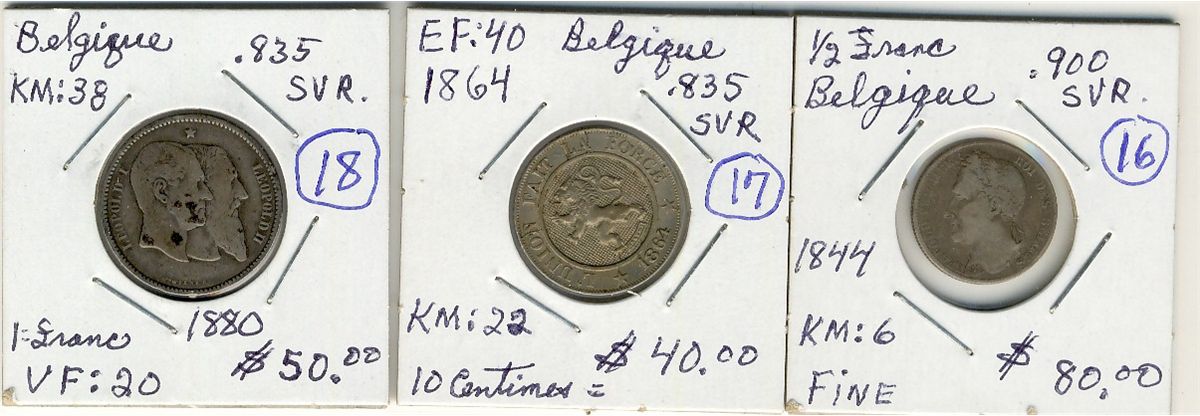 Belgique
.835
KM:38
SVR.
18
LEOPOLD I
LEOPOLD II
1880
1 Franc
$50.00
VF:20
EF:40 Belgique
1864
.835
SVR.
17
L'UNION FAIT LA FORCE
1864
KM:22
$40.00
10 Centimes =
1/2 Franc
.900
Belgique
SVR.
16
1844
KM:6
$80.00
FINE